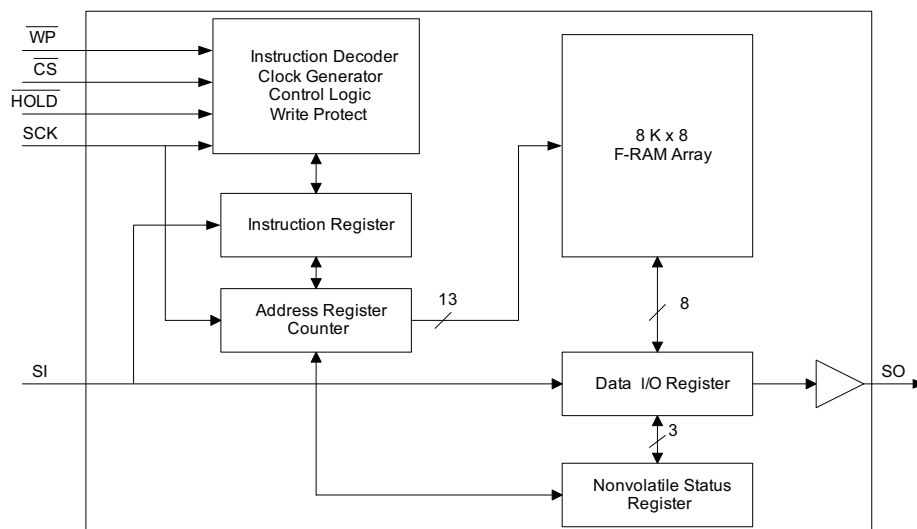 WP
CS
HOLD
SCK
Instruction Decoder
Clock Generator
Control Logic
Write Protect
8 K x 8
F-RAM Array
Instruction Register
Address Register
Counter
13
8
SI
Data I/O Register
SO
3
Nonvolatile Status
Register